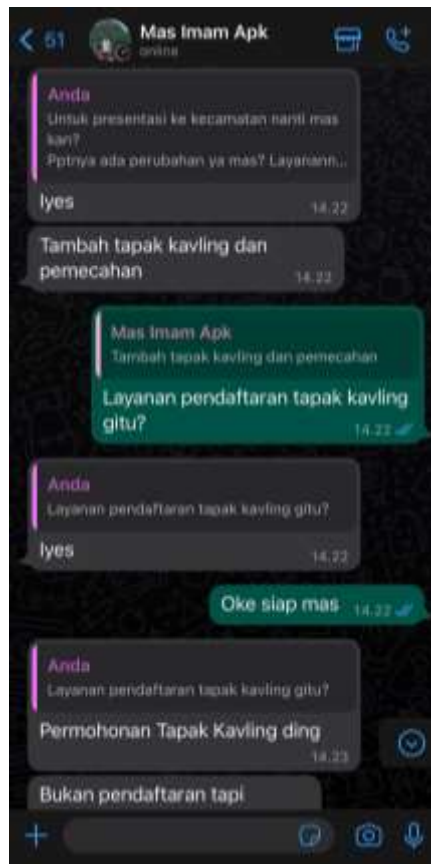 51
Mas Imam Apk
online
Anda
Untuk presentasi ke kecamatan nanti mas
kan?
Pptnya ada perubahan ya mas? Layanann...
Iyes
14.22
Tambah tapak kavling dan
pemecahan
14.22
Mas Imam Apk
Tambah tapak kavling dan pemecahan
Layanan pendaftaran tapak kavling
gitu?
14.22
Anda
Layanan pendaftaran tapak kavling gitu?
Iyes
14.22
Oke siap mas
14.22
Anda
Layanan pendaftaran tapak kavling gitu?
Permohonan Tapak Kavling ding
14.23
Bukan pendaftaran tapi